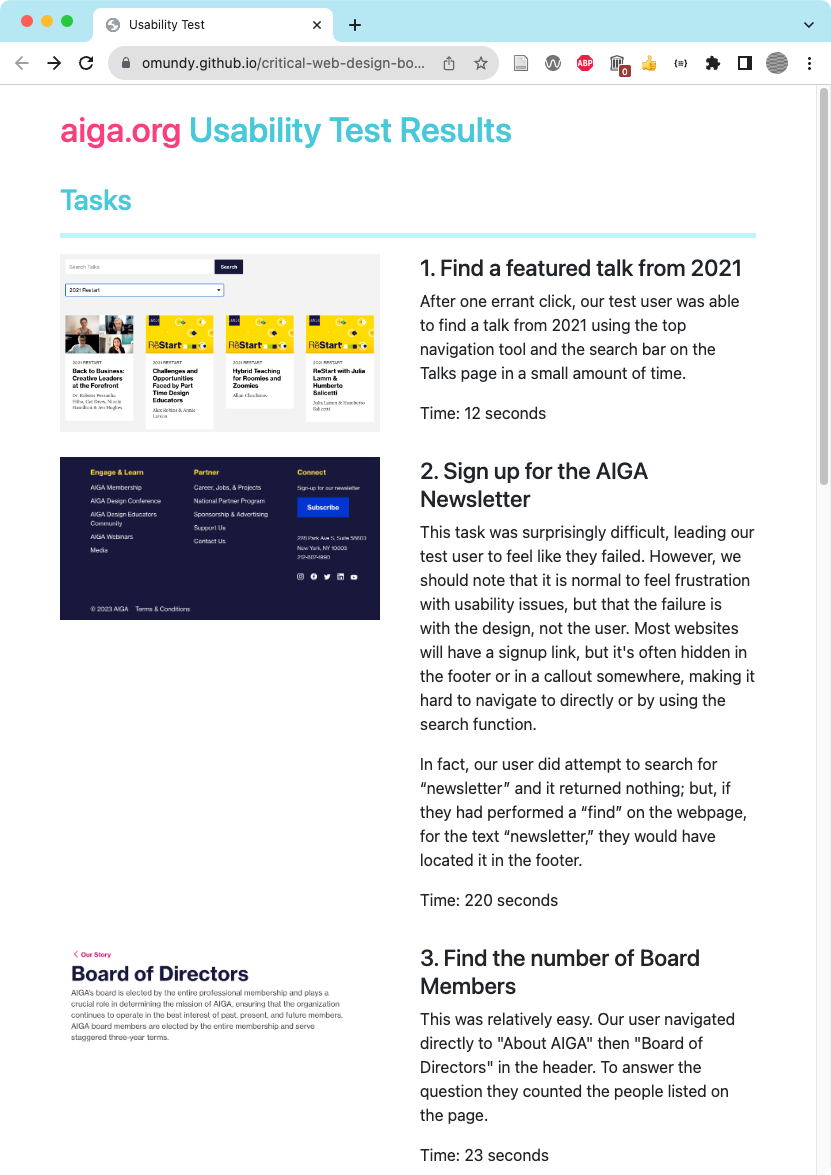 Usability Test
omundy.github.io/critical-web-design-bo...
ABP
0
{=}
aiga.org Usability Test Results
Tasks
Search Talks
Search
2021 Restart
AIGA
AIGA
AIGA
ReStart
ReStart
ReStart
2021 RESTART
Back to Business:
Creative Leaders
at the Forefront
2021 RESTART
Challenges and
Opportunities
Faced by Part
Time Design
Educators
Alex Robins & Annie
2021 RESTART
Hybrid Teaching
for Roomies and
Zoomies
2021 RESTART
ReStart with Julia
Lamm & Humberto
Salicetti
Julia Lamm & Humberto
Salicetti
1. Find a featured talk from 2021
After one errant click, our test user was able
to find a talk from 2021 using the top
navigation tool and the search bar on the
Talks page in a small amount of time.
Time: 12 seconds
Engage & Learn
AIGA Membership
AIGA Design Conference
AIGA Design Educators
Community
AIGA Webinars
Media
Partner
Career, Jobs, & Projects
National Partner Program
Sponsorship & Advertising
Support Us
Contact Us
Connect
Sign-up for our newsletter
Subscribe
228 Park Ave S, Suite 58603
New York, NY 10003
212-807-1990
© 2023 AIGA Terms & Conditions
2. Sign up for the AIGA
Newsletter
This task was surprisingly difficult, leading our
test user to feel like they failed. However, we
should note that it is normal to feel frustration
with usability issues, but that the failure is
with the design, not the user. Most websites
will have a signup link, but it's often hidden in
the footer or in a callout somewhere, making it
hard to navigate to directly or by using the
search function.
In fact, our user did attempt to search for
“newsletter” and it returned nothing; but, if
they had performed a “find” on the webpage,
for the text “newsletter,” they would have
located it in the footer.
Time: 220 seconds
Our Story
Board of Directors
AIGA's board is elected by the entire professional membership and plays a
crucial role in determining the mission of AIGA, ensuring that the organization
continues to operate in the best interest of past, present, and future members.
AIGA board members are elected by the entire membership and serve
staggered three-year terms.
3. Find the number of Board
Members
This was relatively easy. Our user navigated
directly to "About AIGA" then "Board of
Directors" in the header. To answer the
question they counted the people listed on
the page.
Time: 23 seconds